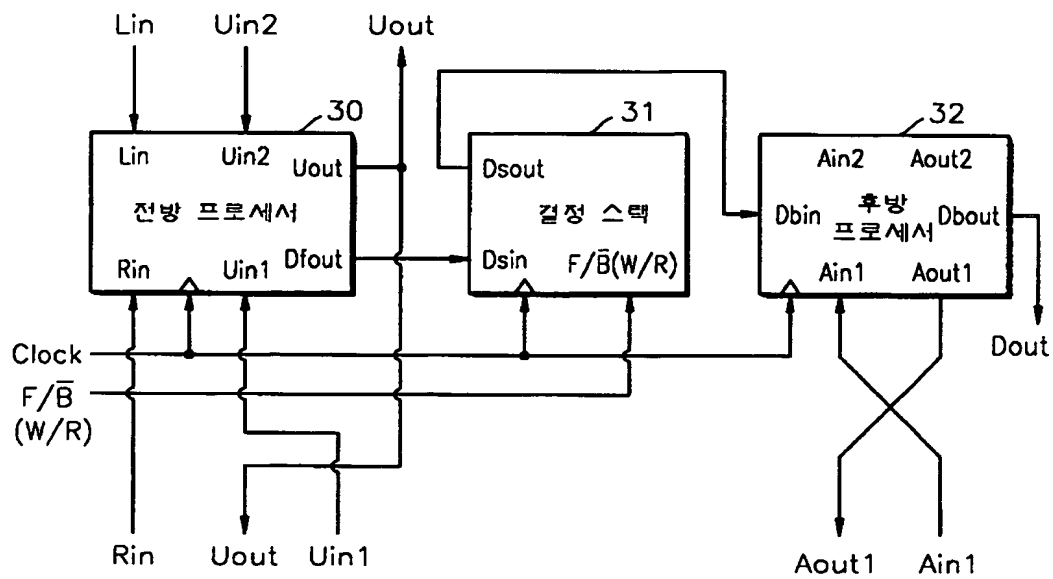 Lin Uin2 Uout
30 31 32
Lin Uin2 Uout
전방 프로세서
Rin Uin1 Dfout
Dsout
결정 스택
Dsin F/B̅(W/R)
Ain2 Aout2
Dbin 후방 Dbout
프로세서
Ain1 Aout1
Clock
F/B̅
(W/R)
Dout
Rin Uout Uin1 Aout1 Ain1